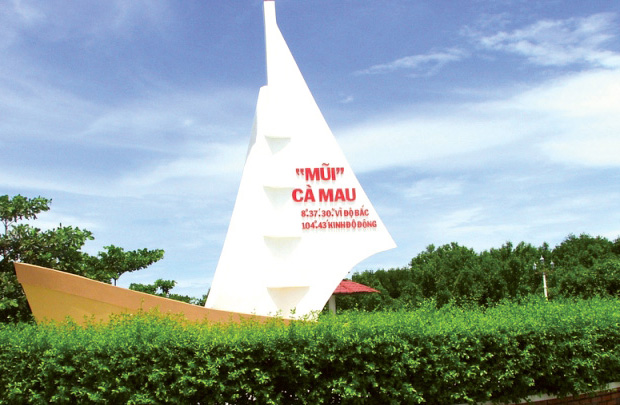 "MŨI"
CÀ MAU
8°.37'.30" VĨ ĐỘ BẮC
104°.43' KINH ĐỘ ĐÔNG